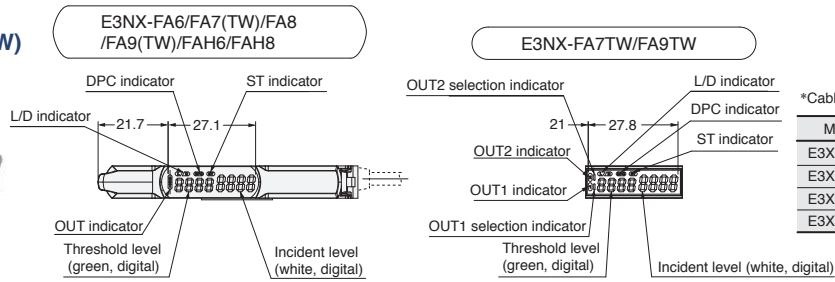 W)
E3NX-FA6/FA7(TW)/FA8
/FA9(TW)/FAH6/FAH8
DPC indicator
ST indicator
L/D indicator
21.7
27.1
OUT indicator
Threshold level
(green, digital)
Incident level
(white, digital)
E3NX-FA7TW/FA9TW
OUT2 selection indicator
L/D indicator
DPC indicator
21
27.8
ST indicator
OUT2 indicator
OUT1 indicator
OUT1 selection indicator
Threshold level
(green, digital)
Incident level (white, digital)
*Cabl
M
E3X
E3X
E3X
E3X